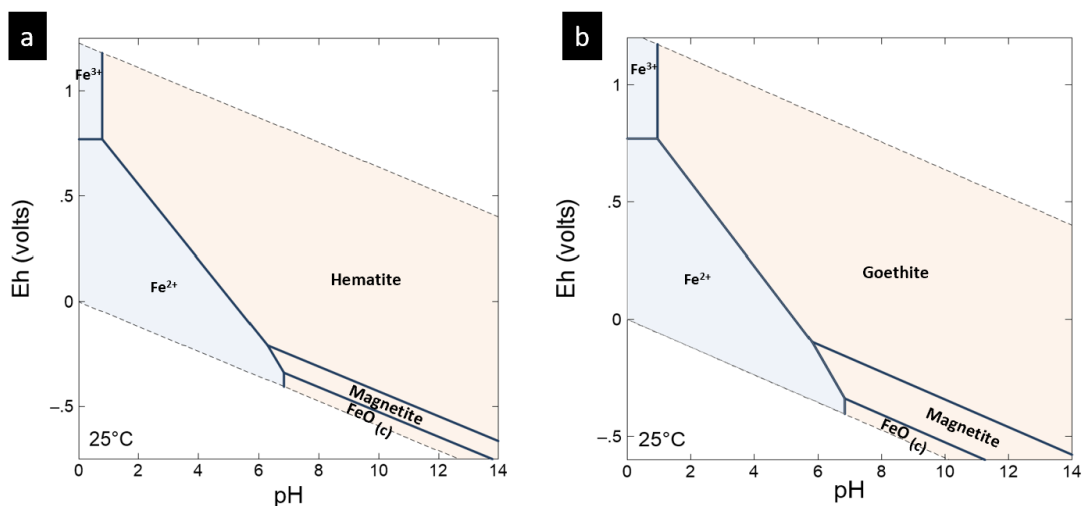 a
Fe³⁺
1
.5
0
–.5
Eh (volts)
Fe²⁺
Hematite
Magnetite
FeO (c)
25°C
0 2 4 6 8 10 12 14
pH
b
Fe³⁺
1
.5
0
–.5
Eh (volts)
Fe²⁺
Goethite
Magnetite
FeO (c)
25°C
0 2 4 6 8 10 12 14
pH